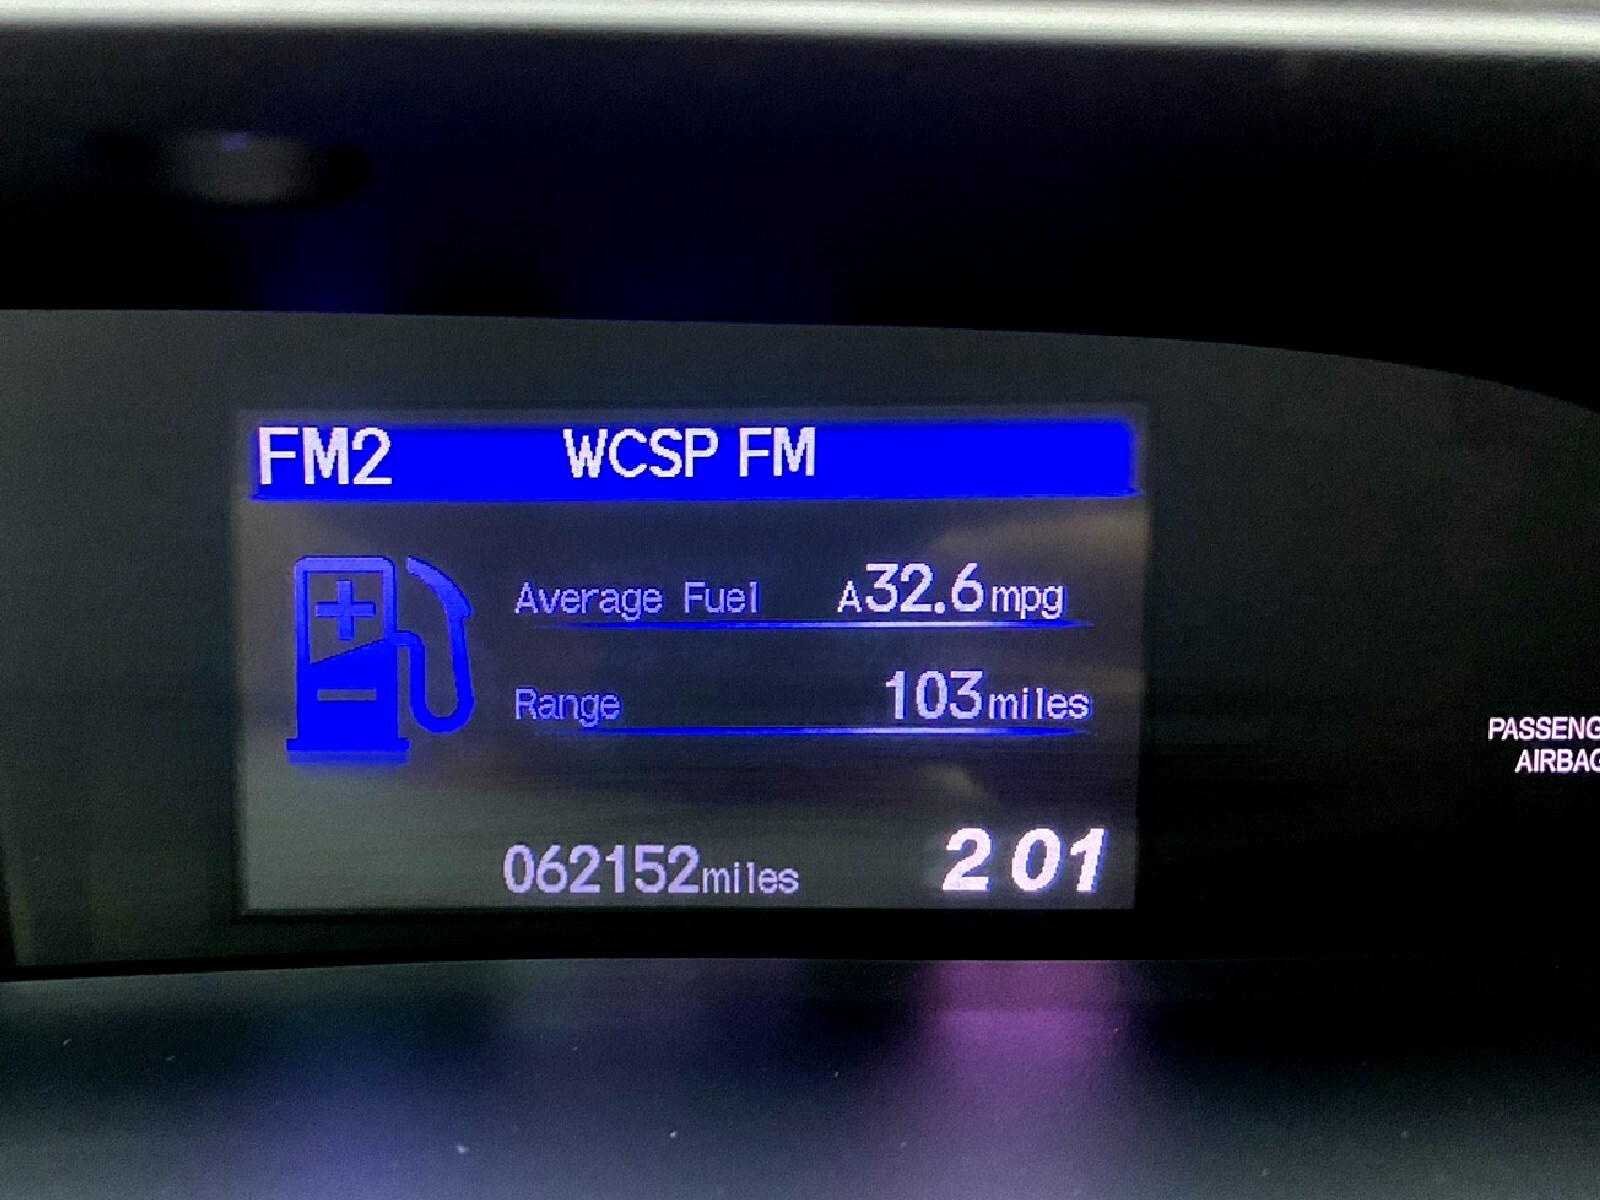 FM2 WCSP FM
Average Fuel A32.6mpg
Range 103miles
PASSENG
AIRBAG
062152miles 2 01